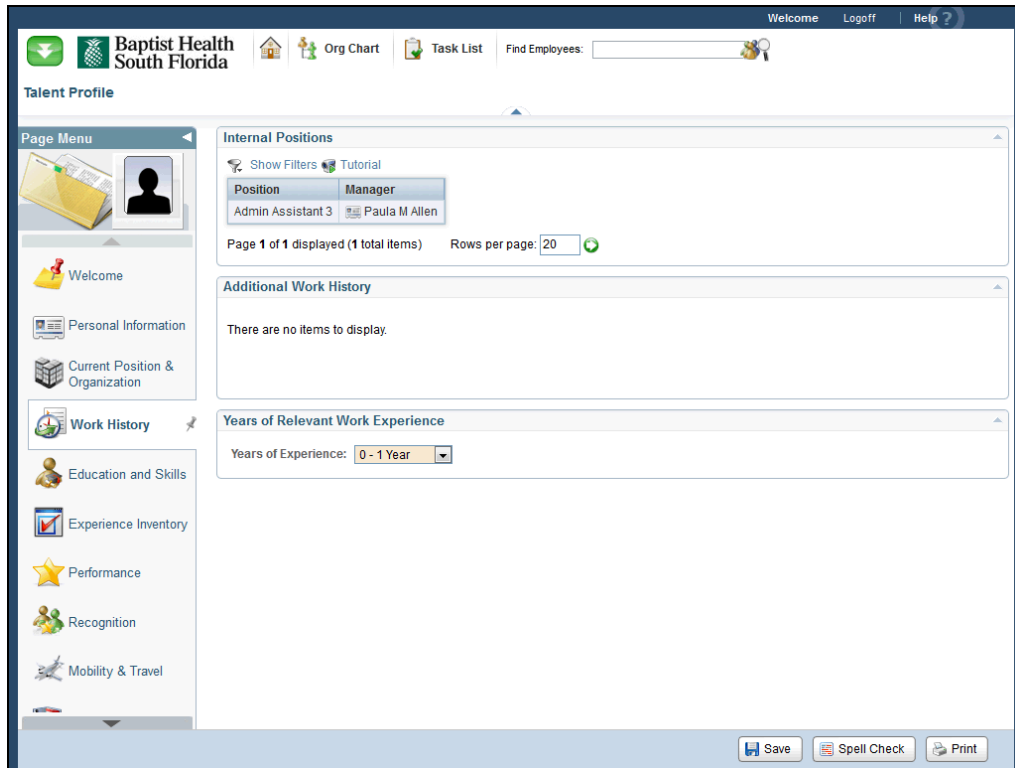 Welcome Logoff | Help ?
Baptist Health
South Florida
Org Chart
Task List
Find Employees:
Talent Profile
Page Menu
Welcome
Personal Information
Current Position &
Organization
Work History
Education and Skills
Experience Inventory
Performance
Recognition
Mobility & Travel
Internal Positions
Show Filters Tutorial
Position Manager
Admin Assistant 3 Paula M Allen
Page 1 of 1 displayed (1 total items) Rows per page: 20
Additional Work History
There are no items to display.
Years of Relevant Work Experience
Years of Experience: 0 - 1 Year
Save Spell Check Print